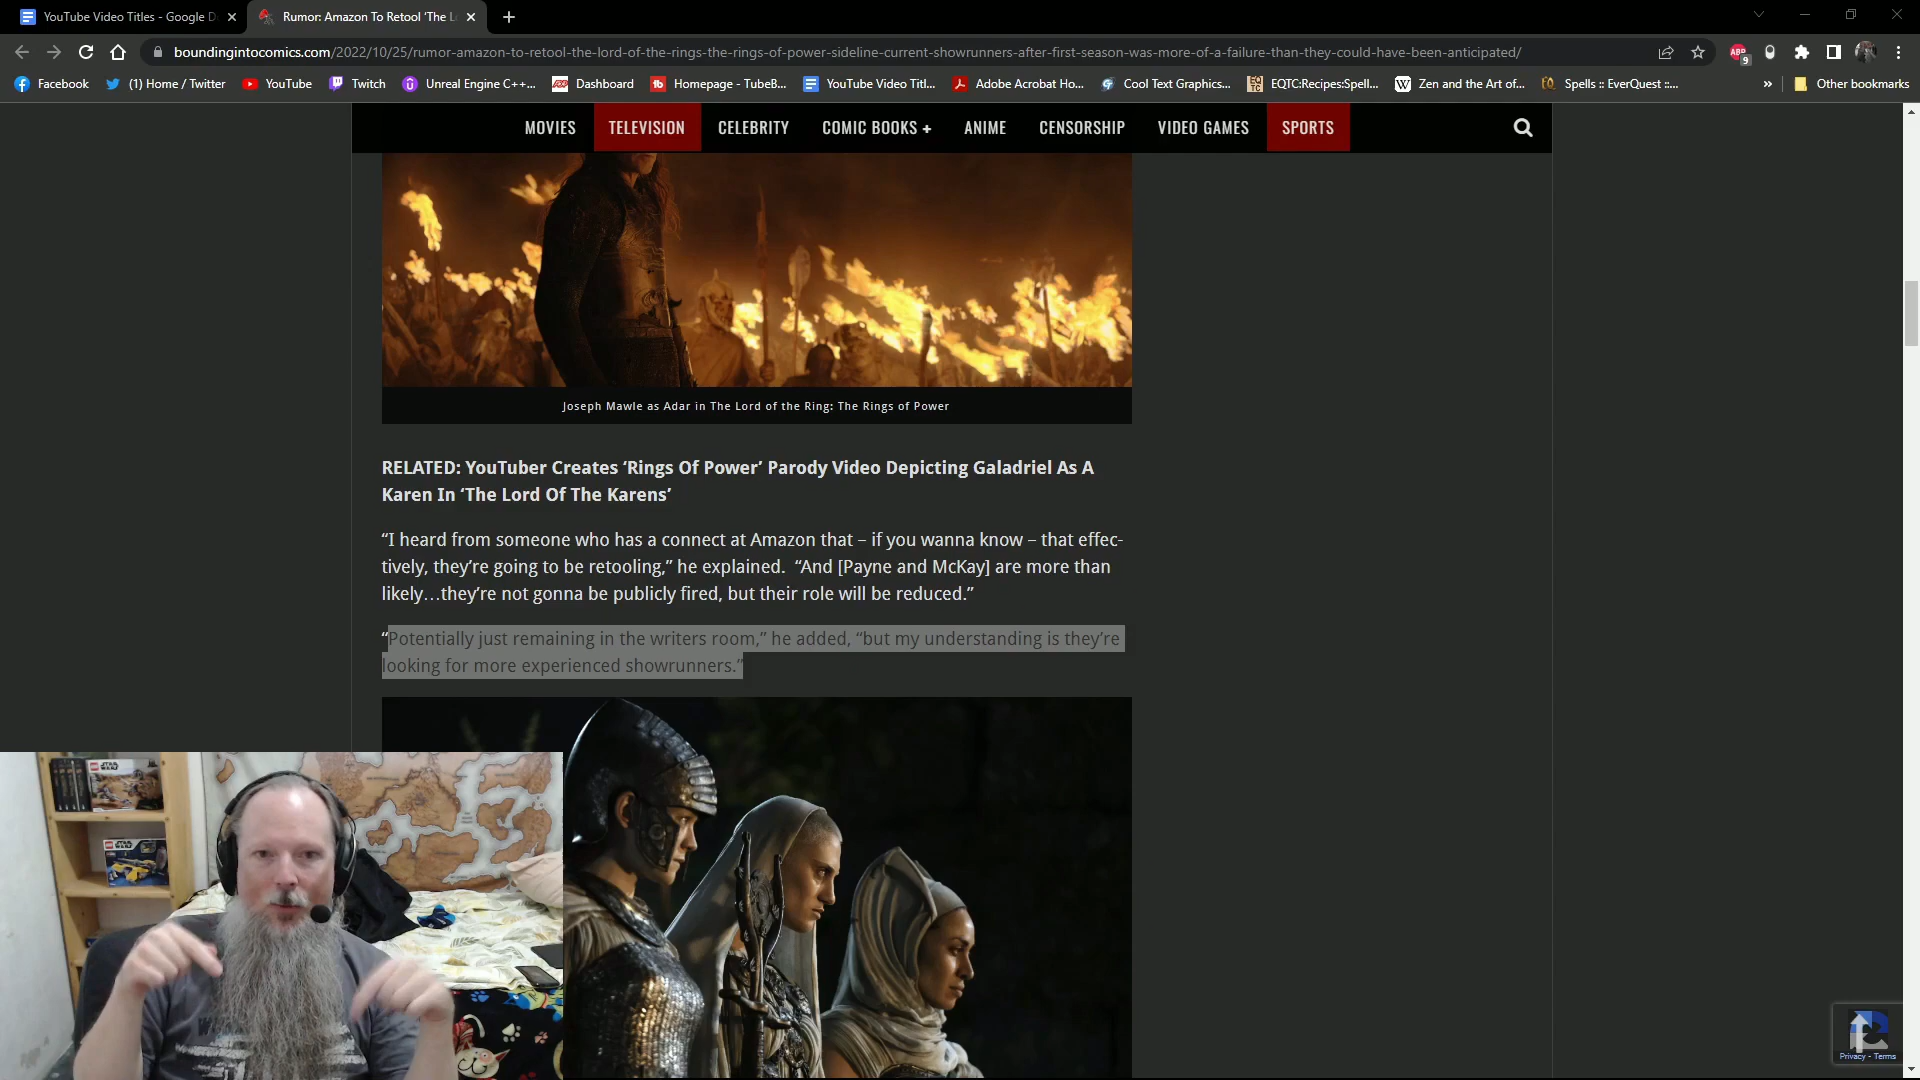 YouTube Video Titles - Google D
Rumor: Amazon To Retool 'The L
boundingintocomics.com/2022/10/25/rumor-amazon-to-retool-the-lord-of-the-rings-the-rings-of-power-sideline-current-showrunners-after-first-season-was-more-of-a-failure-than-they-could-have-been-anticipated/
ABP
9
Facebook
(1) Home / Twitter
YouTube
Twitch
Unreal Engine C++...
Dashboard
Homepage - TubeB...
YouTube Video Titl...
Adobe Acrobat Ho...
Cool Text Graphics...
EQTC:Recipes:Spell...
Zen and the Art of...
Spells :: EverQuest ::...
»
Other bookmarks
MOVIES
TELEVISION
CELEBRITY
COMIC BOOKS +
ANIME
CENSORSHIP
VIDEO GAMES
SPORTS
Joseph Mawle as Adar in The Lord of the Ring: The Rings of Power
RELATED: YouTuber Creates ‘Rings Of Power’ Parody Video Depicting Galadriel As A
Karen In ‘The Lord Of The Karens’
“I heard from someone who has a connect at Amazon that – if you wanna know – that effec-
tively, they’re going to be retooling,” he explained. “And [Payne and McKay] are more than
likely…they’re not gonna be publicly fired, but their role will be reduced.”
“Potentially just remaining in the writers room,” he added, “but my understanding is they’re
looking for more experienced showrunners.”
STAR WARS
STAR WARS
Privacy - Terms